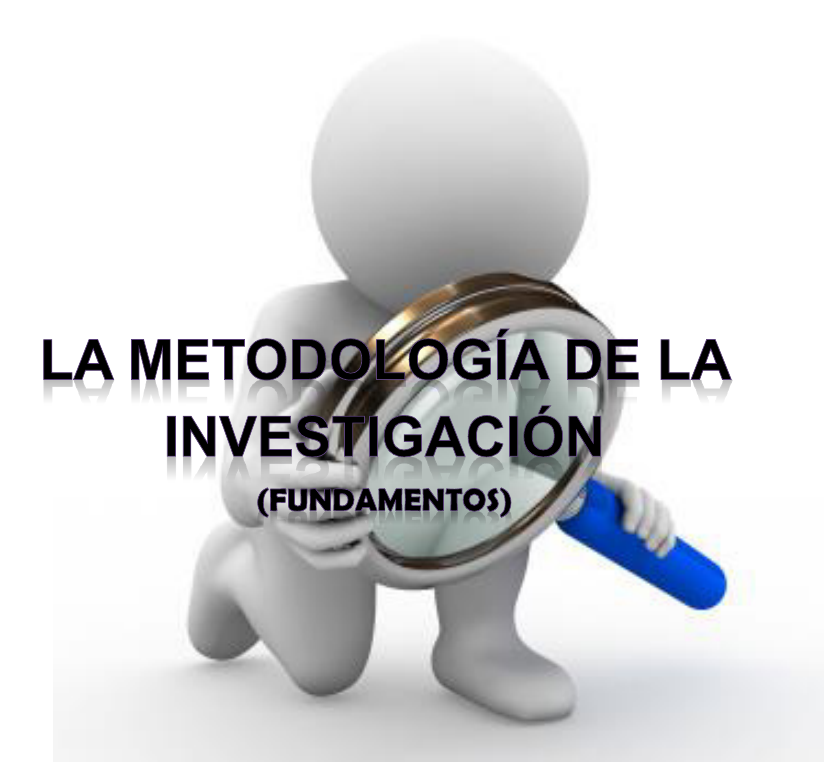 LA METODOLOGÍA DE LA
INVESTIGACIÓN
(FUNDAMENTOS)